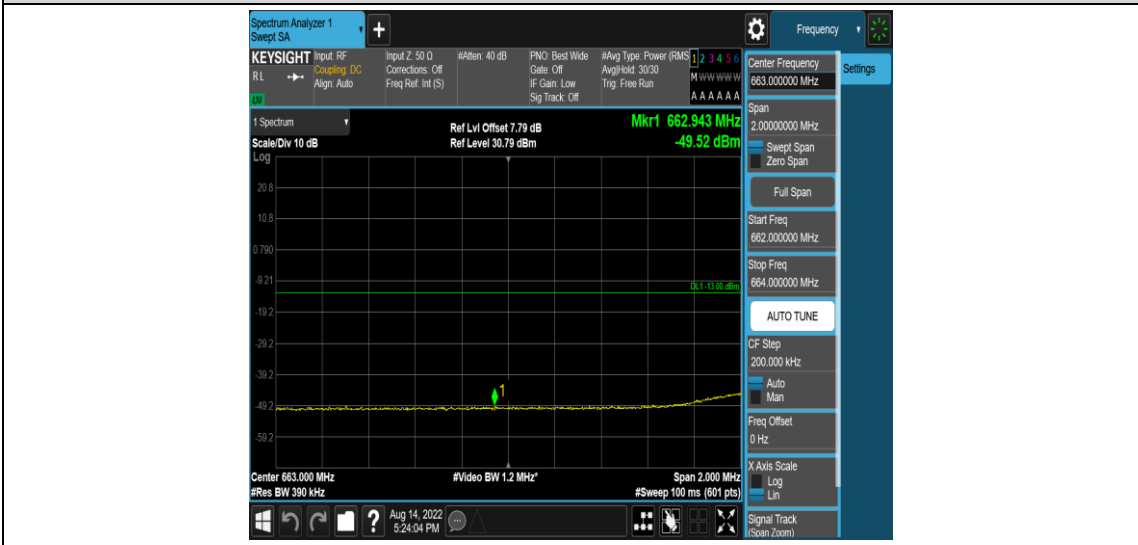 Spectrum Analyzer 1
Swept SA
+
Frequency
KEYSIGHT
RL
LXI
Input: RF
Coupling: DC
Align: Auto
Input Z: 50 Ω
Corrections: Off
Freq Ref: Int (S)
#Atten: 40 dB
PNO: Best Wide
Gate: Off
IF Gain: Low
Sig Track: Off
#Avg Type: Power (RMS
Avg|Hold: 30/30
Trig: Free Run
1 2 3 4 5 6
M W W W W W
A A A A A A
1 Spectrum
Scale/Div 10 dB
Log
Ref Lvl Offset 7.79 dB
Ref Level 30.79 dBm
Mkr1 662.943 MHz
-49.52 dBm
20.8
10.8
0.790
-9.21
DL1 -13.00 dBm
-19.2
-29.2
-39.2
1
-49.2
-59.2
Center 663.000 MHz
#Res BW 390 kHz
#Video BW 1.2 MHz*
Span 2.000 MHz
#Sweep 100 ms (601 pts)
?
Aug 14, 2022
5:24:04 PM
Center Frequency
663.000000 MHz
Settings
Span
2.00000000 MHz
Swept Span
Zero Span
Full Span
Start Freq
662.000000 MHz
Stop Freq
664.000000 MHz
AUTO TUNE
CF Step
200.000 kHz
Auto
Man
Freq Offset
0 Hz
X Axis Scale
Log
Lin
Signal Track
(Span Zoom)